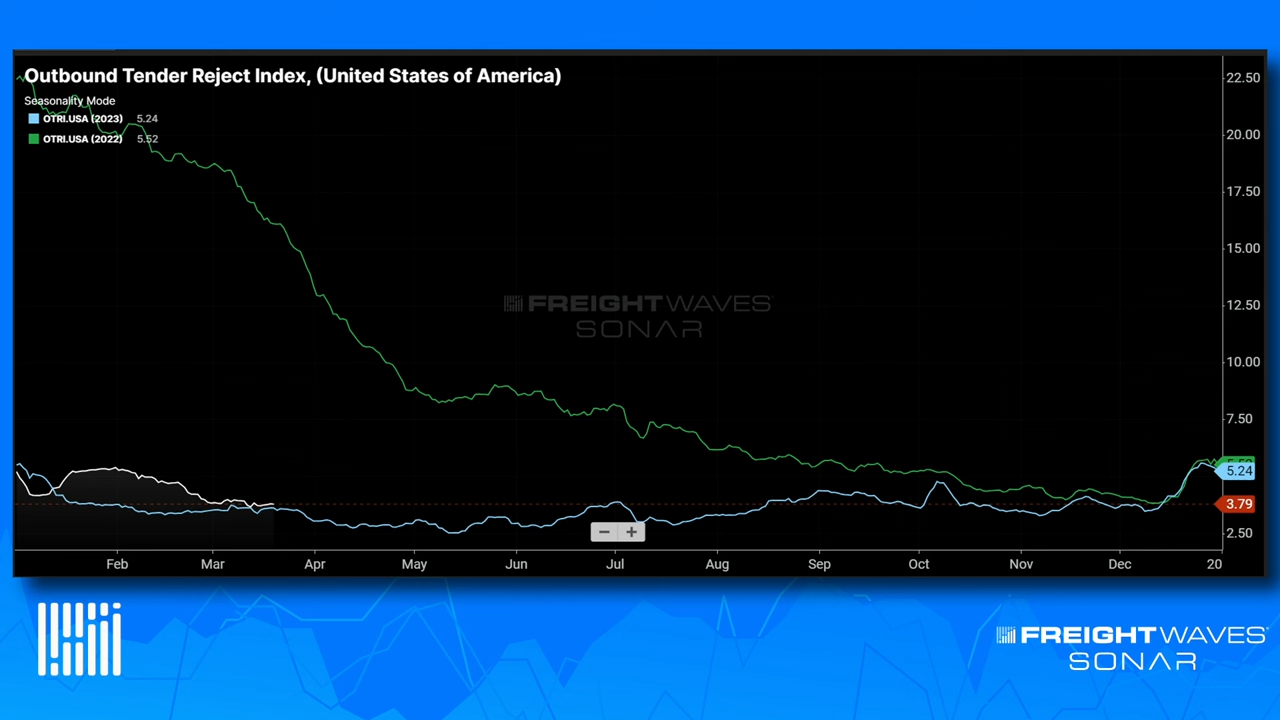 Outbound Tender Reject Index, (United States of America)
Seasonality Mode
OTRI.USA (2023) 5.24
OTRI.USA (2022) 5.52
22.50
20.00
17.50
15.00
12.50
10.00
7.50
5.24
3.79
2.50
FREIGHTWAVES
SONAR
− +
Feb Mar Apr May Jun Jul Aug Sep Oct Nov Dec 20
FREIGHTWAVES
SONAR